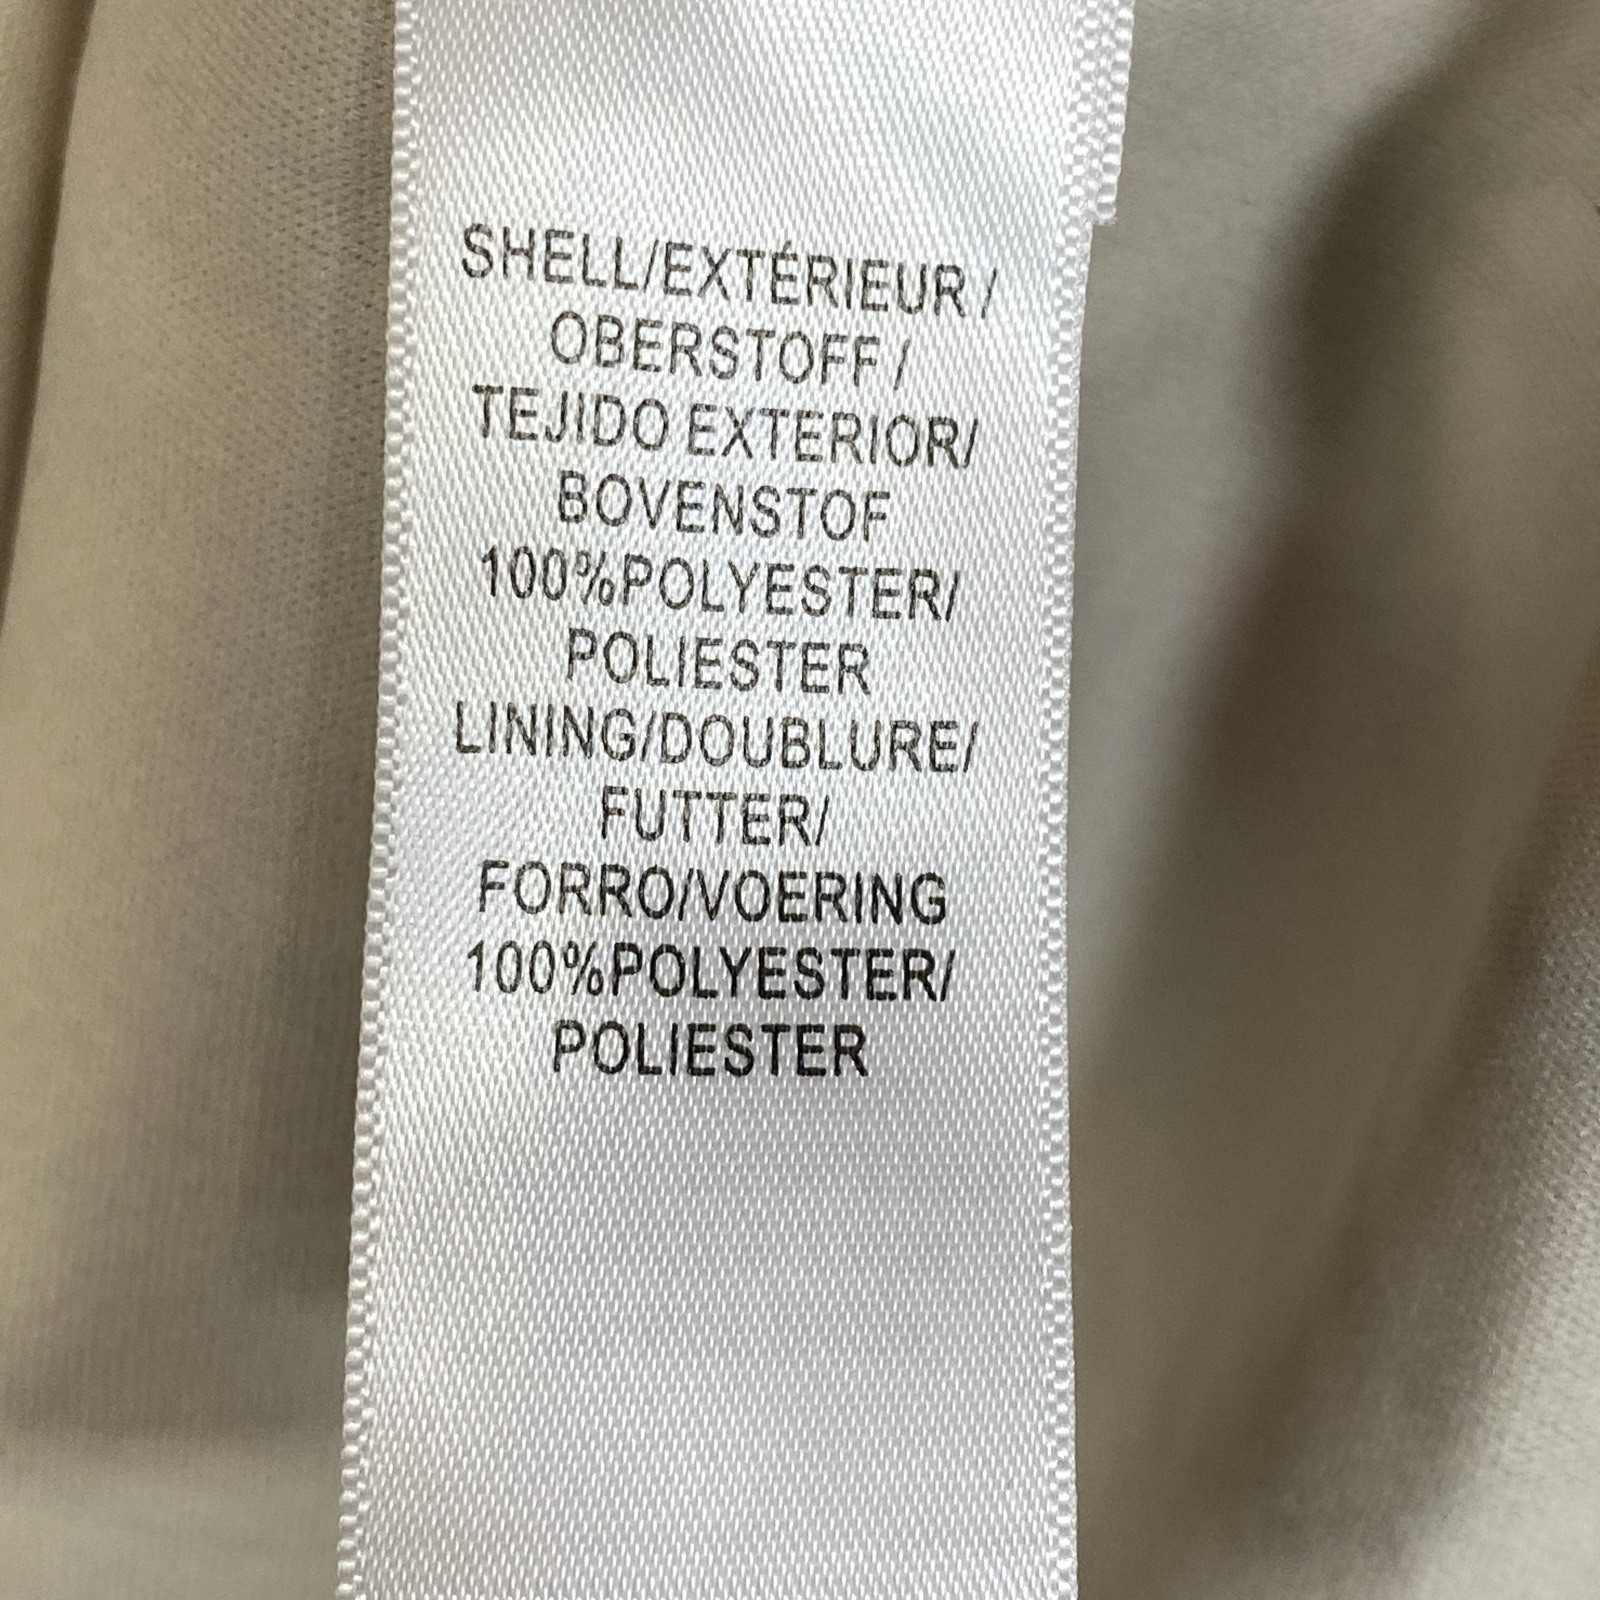 SHELL/EXTÉRIEUR /
OBERSTOFF /
TEJIDO EXTERIOR/
BOVENSTOF
100%POLYESTER/
POLIESTER
LINING/DOUBLURE/
FUTTER/
FORRO/VOERING
100%POLYESTER/
POLIESTER